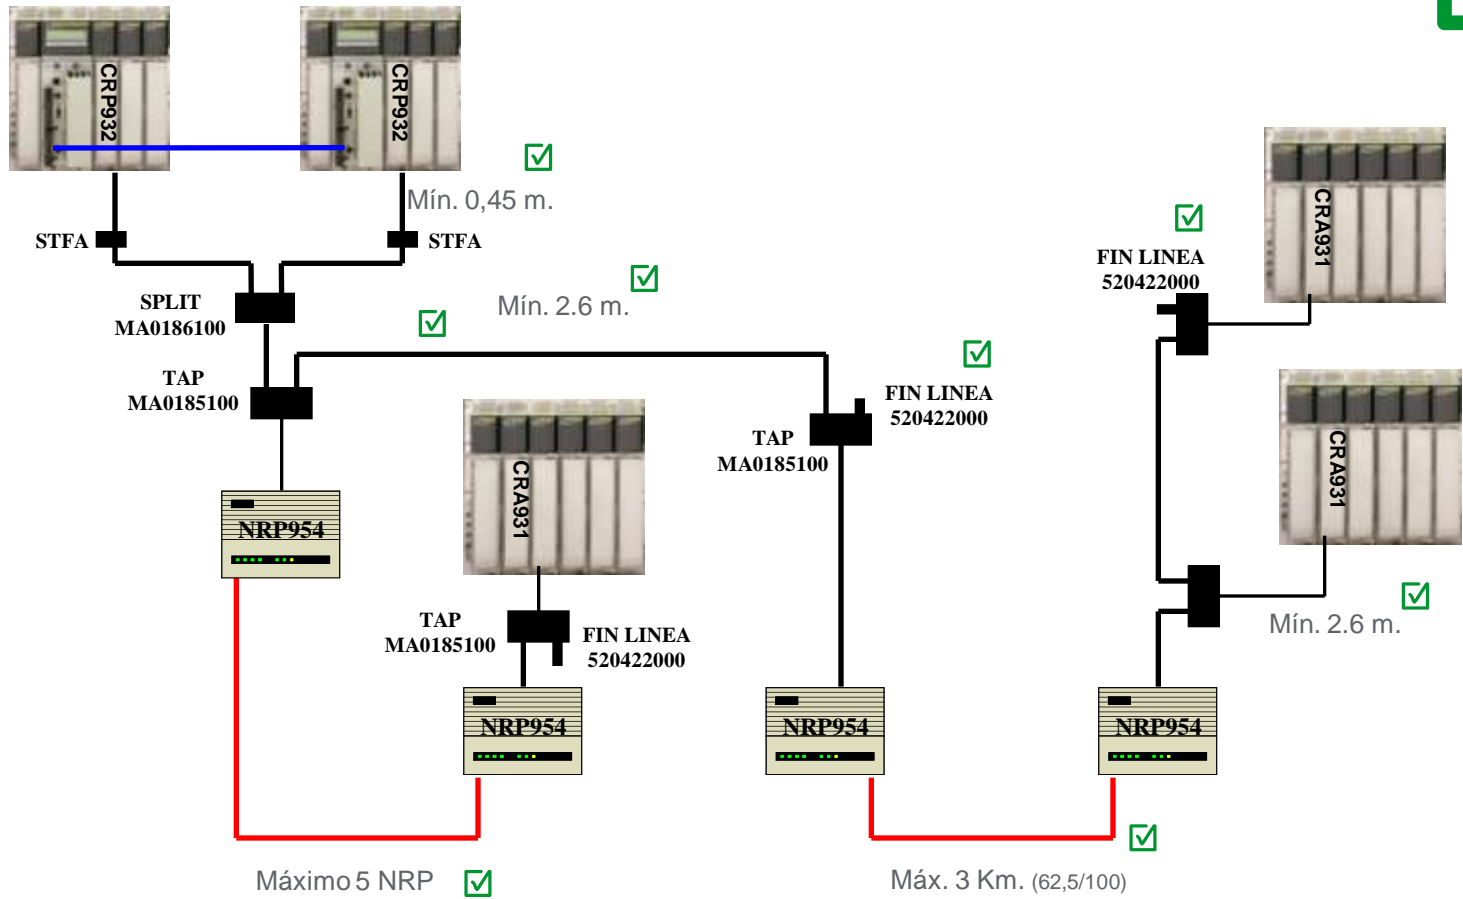 CRP932
CRP932
Mín. 0,45 m.
STFA
STFA
SPLIT
MA0186100
Mín. 2.6 m.
TAP
MA0185100
FIN LINEA
520422000
TAP
MA0185100
FIN LINEA
520422000
CRA931
CRA931
CRA931
NRP954
TAP
MA0185100
FIN LINEA
520422000
Mín. 2.6 m.
NRP954
NRP954
NRP954
Máximo 5 NRP
Máx. 3 Km. (62,5/100)